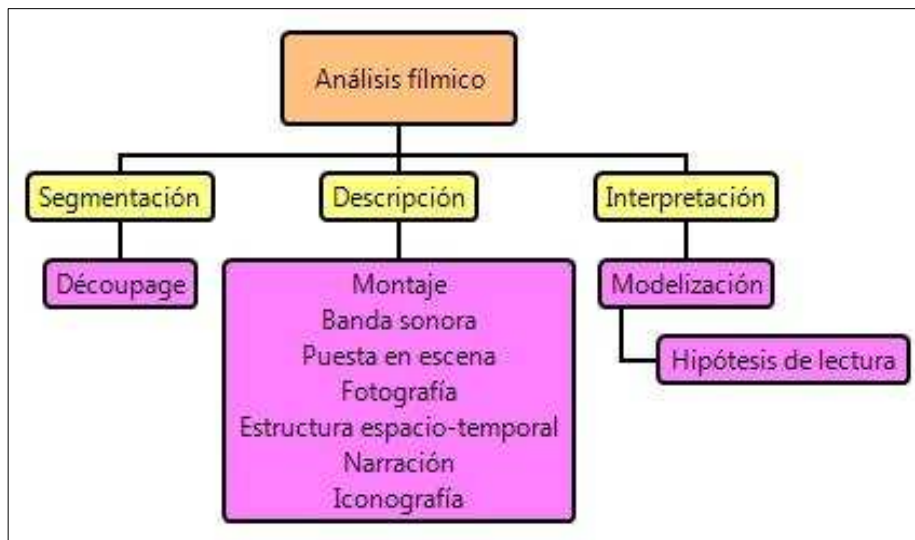 Análisis fílmico
Segmentación
Descripción
Interpretación
Découpage
Montaje
Banda sonora
Puesta en escena
Fotografía
Estructura espacio-temporal
Narración
Iconografía
Modelización
Hipótesis de lectura